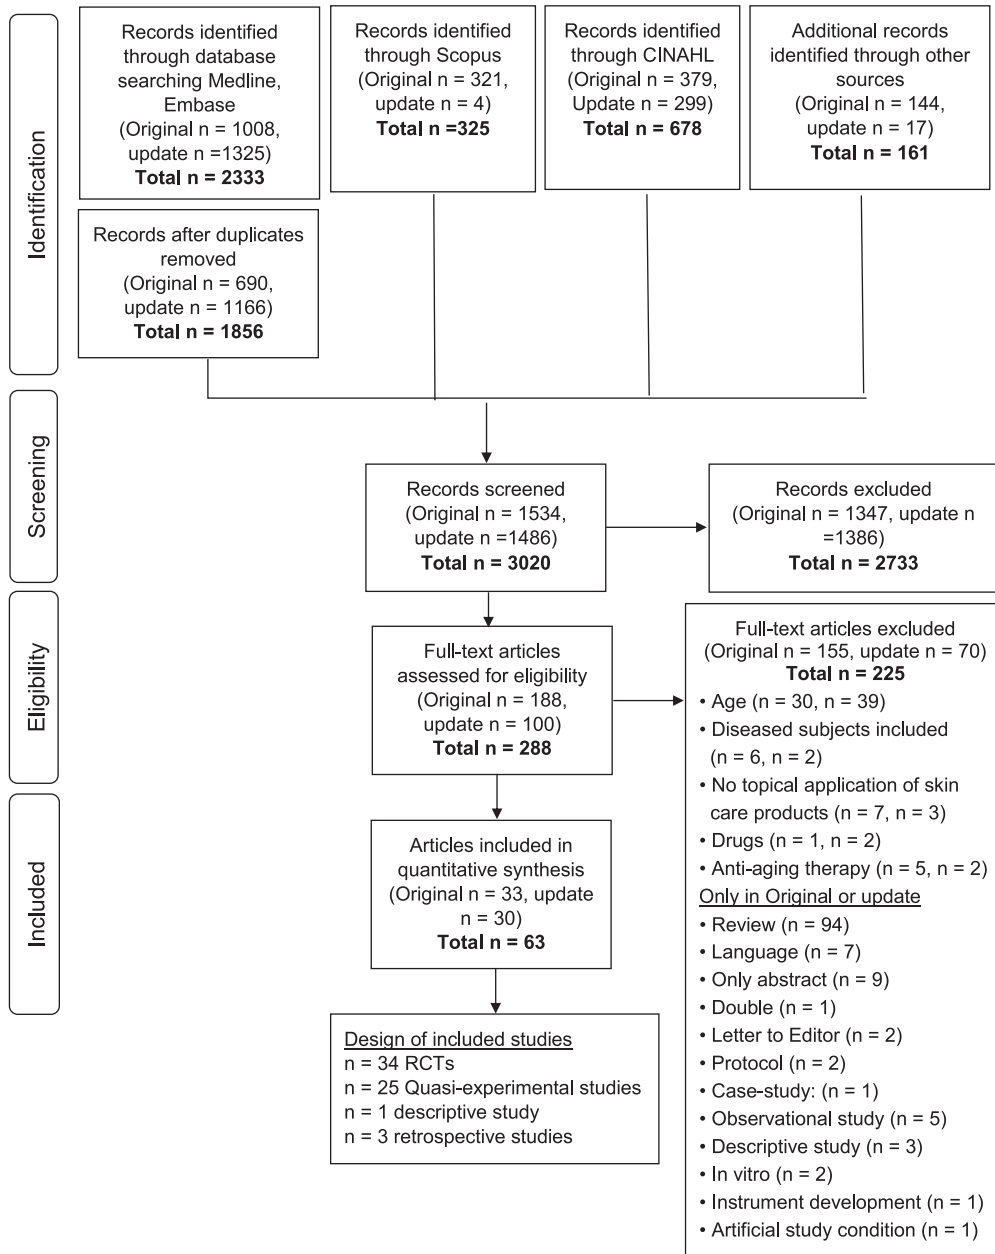 Identification
Records identified
through database
searching Medline,
Embase
(Original n = 1008,
update n =1325)
Total n = 2333
Records identified
through Scopus
(Original n = 321,
update n = 4)
Total n =325
Records identified
through CINAHL
(Original n = 379,
Update n = 299)
Total n = 678
Additional records
identified through other
sources
(Original n = 144,
update n = 17)
Total n = 161
Records after duplicates
removed
(Original n = 690,
update n = 1166)
Total n = 1856
Screening
Records screened
(Original n = 1534,
update n =1486)
Total n = 3020
Records excluded
(Original n = 1347, update n
=1386)
Total n = 2733
Eligibility
Full-text articles
assessed for eligibility
(Original n = 188,
update n = 100)
Total n = 288
Full-text articles excluded
(Original n = 155, update n = 70)
Total n = 225
• Age (n = 30, n = 39)
• Diseased subjects included
(n = 6, n = 2)
• No topical application of skin
care products (n = 7, n = 3)
• Drugs (n = 1, n = 2)
• Anti-aging therapy (n = 5, n = 2)
Only in Original or update
• Review (n = 94)
• Language (n = 7)
• Only abstract (n = 9)
• Double (n = 1)
• Letter to Editor (n = 2)
• Protocol (n = 2)
• Case-study: (n = 1)
• Observational study (n = 5)
• Descriptive study (n = 3)
• In vitro (n = 2)
• Instrument development (n = 1)
• Artificial study condition (n = 1)
Included
Articles included in
quantitative synthesis
(Original n = 33, update
n = 30)
Total n = 63
Design of included studies
n = 34 RCTs
n = 25 Quasi-experimental studies
n = 1 descriptive study
n = 3 retrospective studies